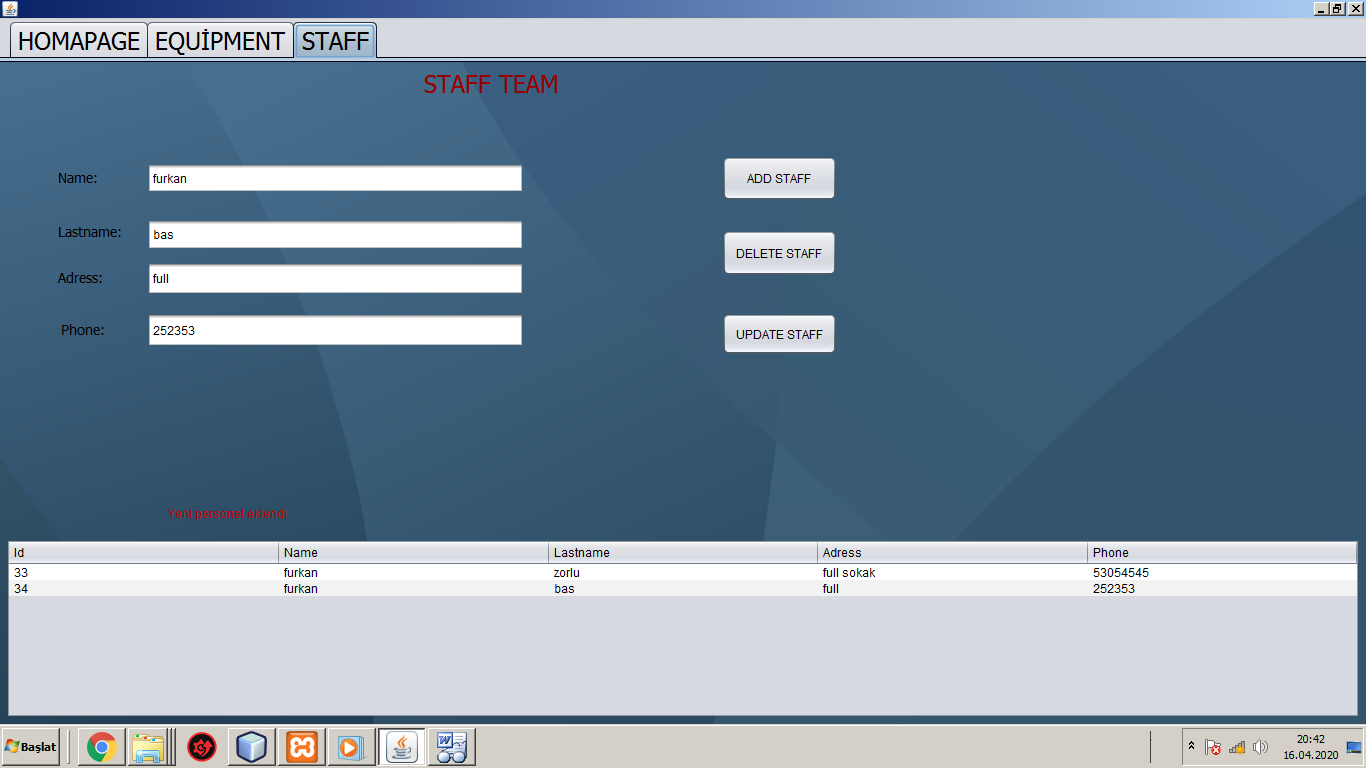 HOMAPAGE EQUİPMENT STAFF
STAFF TEAM
Name: furkan ADD STAFF
Lastname: bas DELETE STAFF
Adress: full
Phone: 252353 UPDATE STAFF
Yeni personel eklendi
Id Name Lastname Adress Phone
33 furkan zorlu full sokak 53054545
34 furkan bas full 252353
Başlat 20:42
16.04.2020